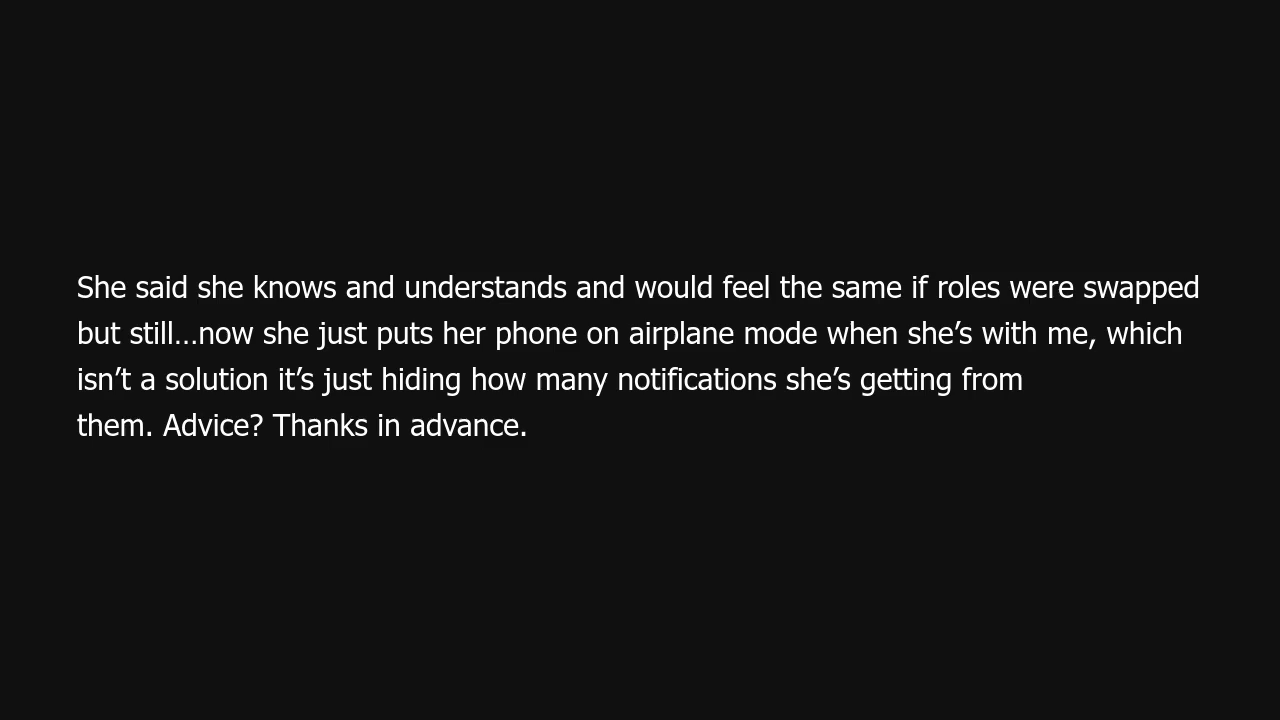 She said she knows and understands and would feel the same if roles were swapped
but still…now she just puts her phone on airplane mode when she’s with me, which
isn’t a solution it’s just hiding how many notifications she’s getting from
them. Advice? Thanks in advance.